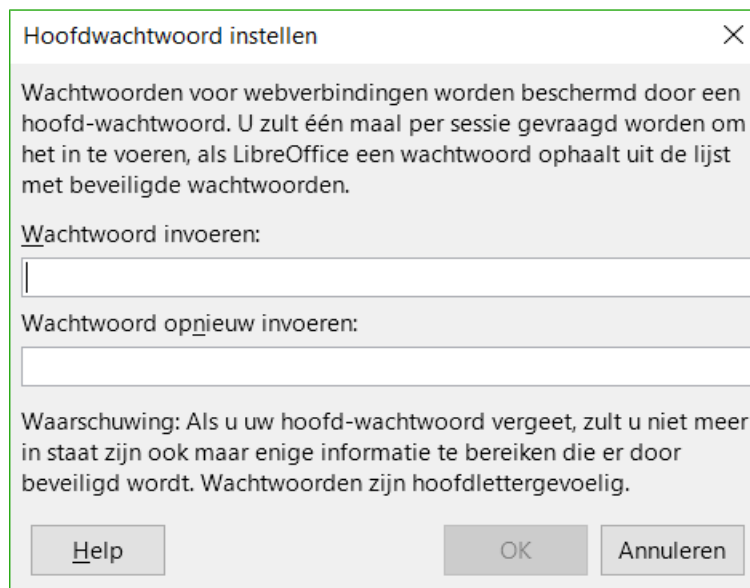 Hoofdwachtwoord instellen
Wachtwoorden voor webverbindingen worden beschermd door een
hoofd-wachtwoord. U zult één maal per sessie gevraagd worden om
het in te voeren, als LibreOffice een wachtwoord ophaalt uit de lijst
met beveiligde wachtwoorden.
Wachtwoord invoeren:
Wachtwoord opnieuw invoeren:
Waarschuwing: Als u uw hoofd-wachtwoord vergeet, zult u niet meer
in staat zijn ook maar enige informatie te bereiken die er door
beveiligd wordt. Wachtwoorden zijn hoofdlettergevoelig.
Help OK Annuleren